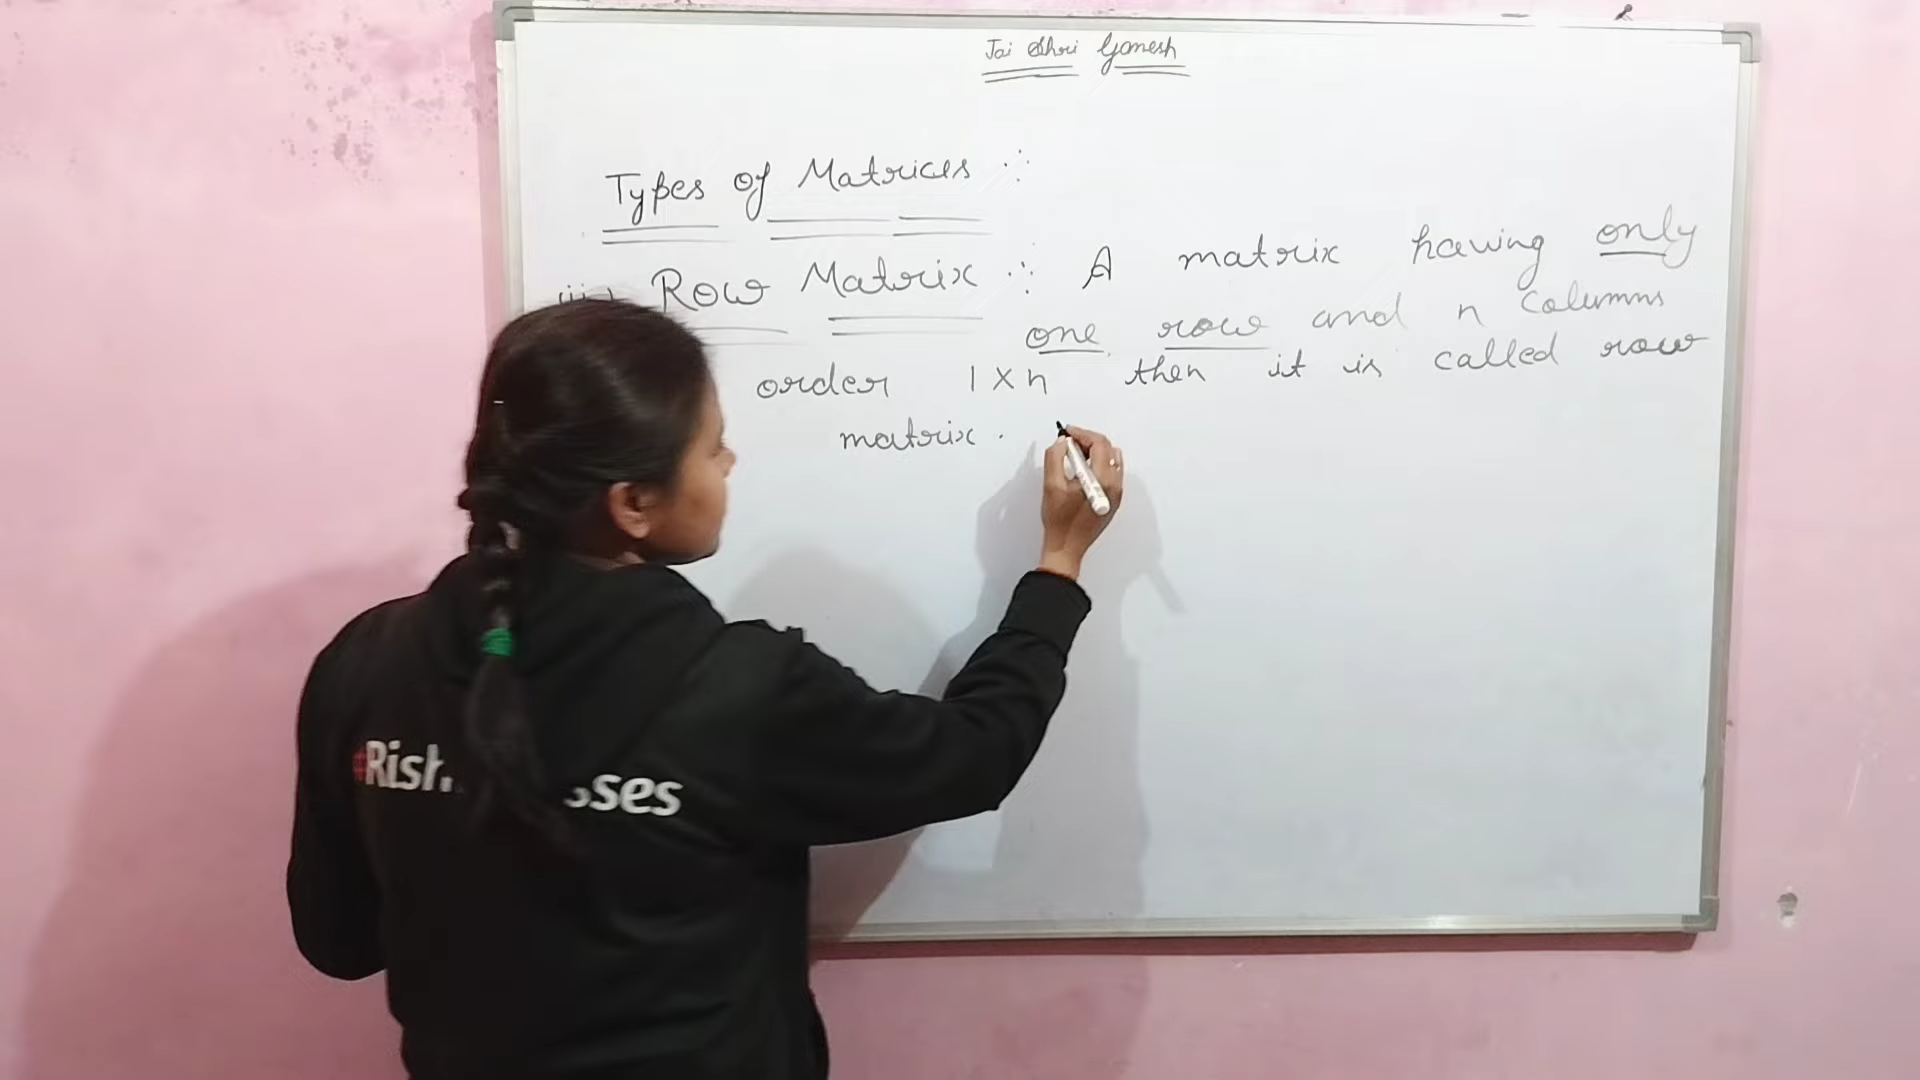 Jai Shri Ganesh
Types of Matrices ∴
Row Matrix ∴ A matrix having only
one row and n columns
order 1 × n then it is called row
matrix.